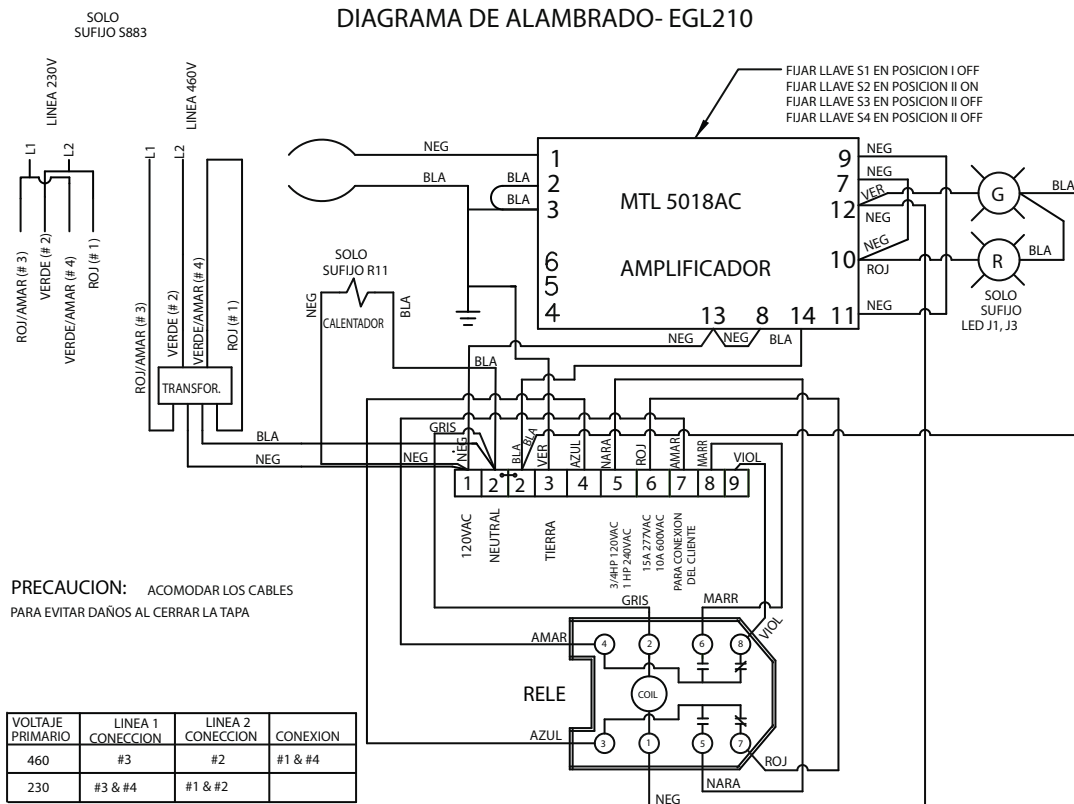 DIAGRAMA DE ALAMBRADO- EGL210
SOLO
SUFIJO S883
LINEA 230V
L1
L2
ROJ/AMAR (# 3)
VERDE (# 2)
VERDE/AMAR (# 4)
ROJ (# 1)
LINEA 460V
L1
L2
ROJ/AMAR (# 3)
VERDE (# 2)
VERDE/AMAR (# 4)
ROJ (# 1)
TRANSFOR.
BLA
NEG
FIJAR LLAVE S1 EN POSICION I OFF
FIJAR LLAVE S2 EN POSICION II ON
FIJAR LLAVE S3 EN POSICION II OFF
FIJAR LLAVE S4 EN POSICION II OFF
NEG
BLA
BLA
BLA
1
2
3
6
5
4
MTL 5018AC
AMPLIFICADOR
9
7
12
10
11
13
8
14
NEG
NEG
VER
NEG
NEG
ROJ
NEG
G
BLA
R
BLA
SOLO
SUFIJO
LED J1, J3
NEG
NEG
BLA
SOLO
SUFIJO R11
NEG
CALENTADOR
BLA
BLA
GRIS
NEG
NEG
BLA
BLA
VER
AZUL
NARA
ROJ
AMAR
MARR
VIOL
1
2
2
3
4
5
6
7
8
9
120VAC
NEUTRAL
TIERRA
3/4HP 120VAC
1 HP 240VAC
15A 277VAC
10A 600VAC
PARA CONEXION
DEL CLIENTE
PRECAUCION: ACOMODAR LOS CABLES
PARA EVITAR DAÑOS AL CERRAR LA TAPA
GRIS
MARR
VIOL
AMAR
4
2
6
8
RELE
COIL
AZUL
3
1
5
7
ROJ
NARA
NEG
VOLTAJE PRIMARIO LINEA 1 CONECCION LINEA 2 CONECCION CONEXION
460 #3 #2 #1 & #4
230 #3 & #4 #1 & #2